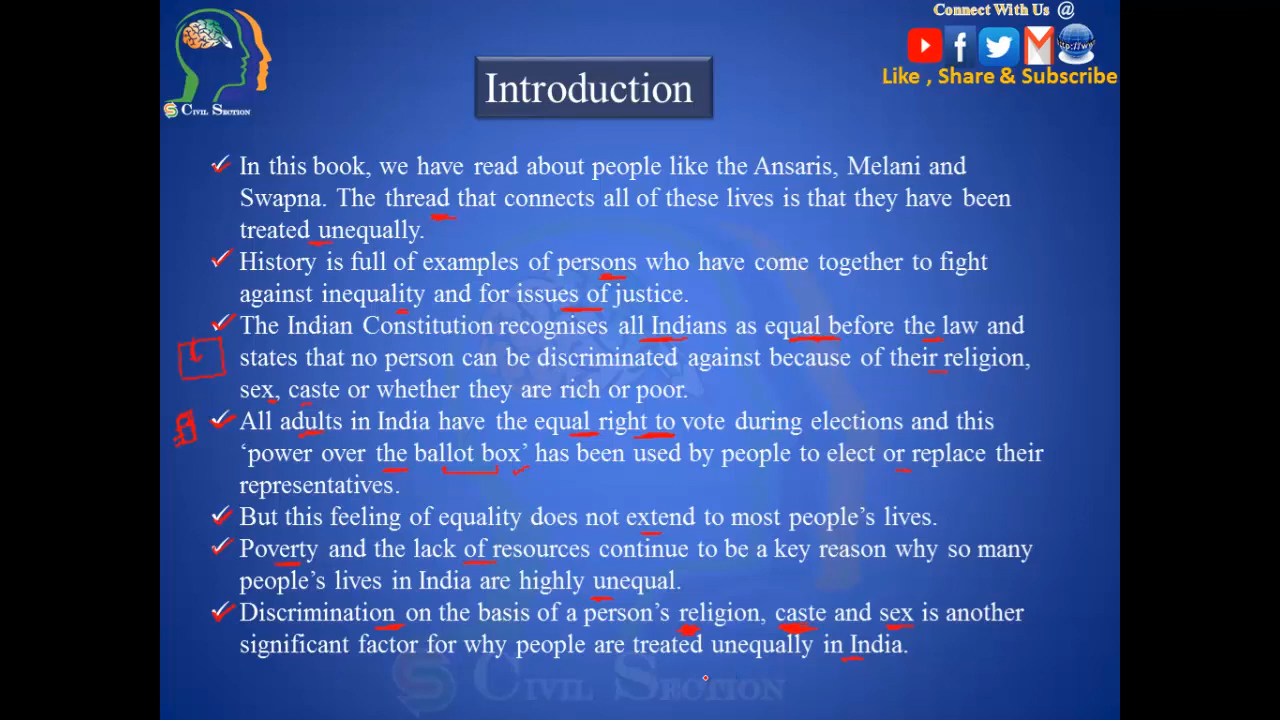 Connect With Us @
http://ww
Like , Share & Subscribe
CIVIL SECTION
Introduction
In this book, we have read about people like the Ansaris, Melani and
Swapna. The thread that connects all of these lives is that they have been
treated unequally.
History is full of examples of persons who have come together to fight
against inequality and for issues of justice.
The Indian Constitution recognises all Indians as equal before the law and
states that no person can be discriminated against because of their religion,
sex, caste or whether they are rich or poor.
All adults in India have the equal right to vote during elections and this
‘power over the ballot box’ has been used by people to elect or replace their
representatives.
But this feeling of equality does not extend to most people’s lives.
Poverty and the lack of resources continue to be a key reason why so many
people’s lives in India are highly unequal.
Discrimination on the basis of a person’s religion, caste and sex is another
significant factor for why people are treated unequally in India.
CIVIL SECTION